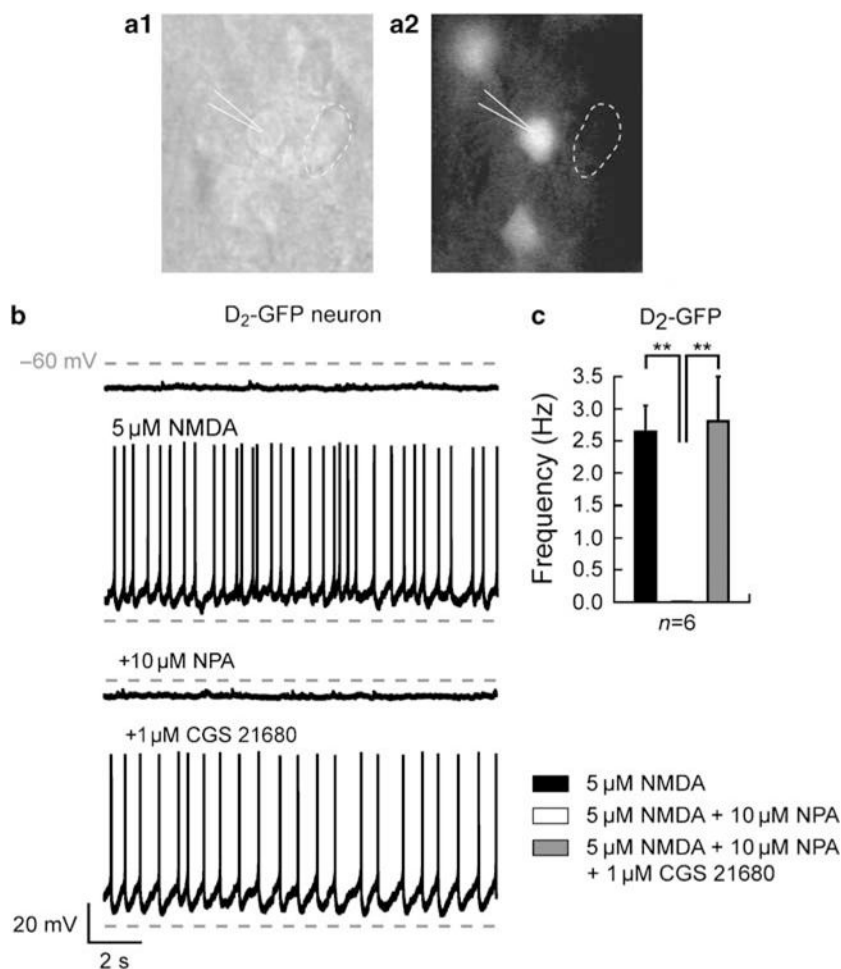 a1
a2
b
D₂-GFP neuron
–60 mV
5 µM NMDA
+10 µM NPA
+1 µM CGS 21680
20 mV
2 s
c
D₂-GFP
**
**
Frequency (Hz)
3.5
3.0
2.5
2.0
1.5
1.0
0.5
0.0
n=6
5 µM NMDA
5 µM NMDA + 10 µM NPA
5 µM NMDA + 10 µM NPA
+ 1 µM CGS 21680